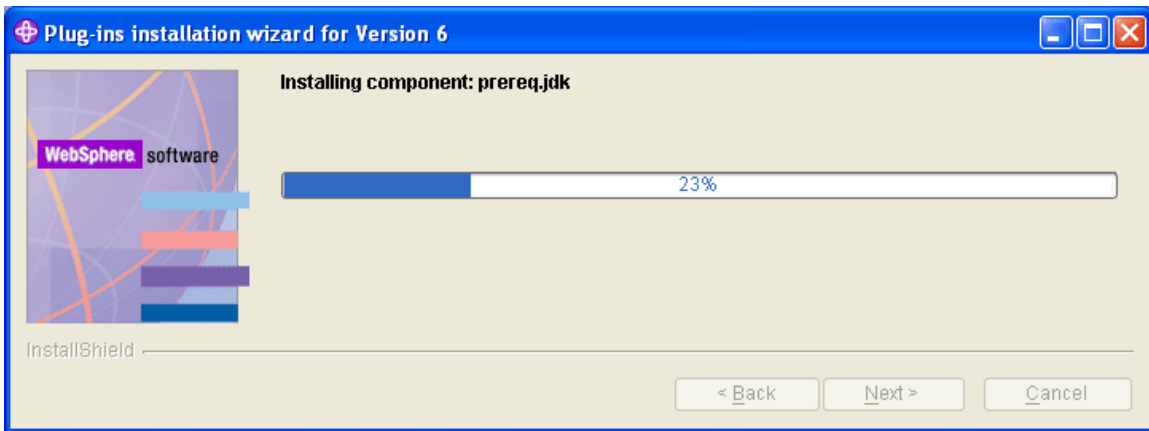 Plug-ins installation wizard for Version 6
Installing component: prereq.jdk
WebSphere. software
23%
InstallShield
< Back Next > Cancel